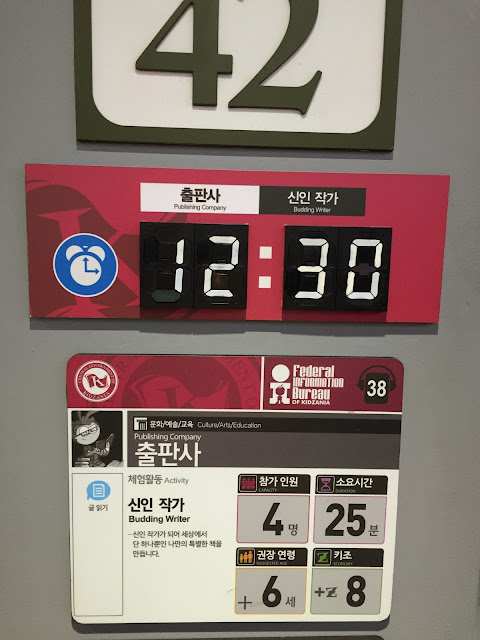 42
출판사
Publishing Company
신인 작가
Budding Writer
12:30
Federal
Information
Bureau
OF KIDZANIA
38
문화/예술/교육 Culture/Arts/Education
Publishing Company
출판사
체험활동 Activity
글 읽기
신인 작가
Budding Writer
신인 작가가 되어 세상에서
단 하나뿐인 나만의 특별한 책을
만듭니다.
참가 인원
CAPACITY
4명
소요시간
DURATION
25분
권장 연령
SUGGESTED AGE
+6세
키조
ECONOMY
+8